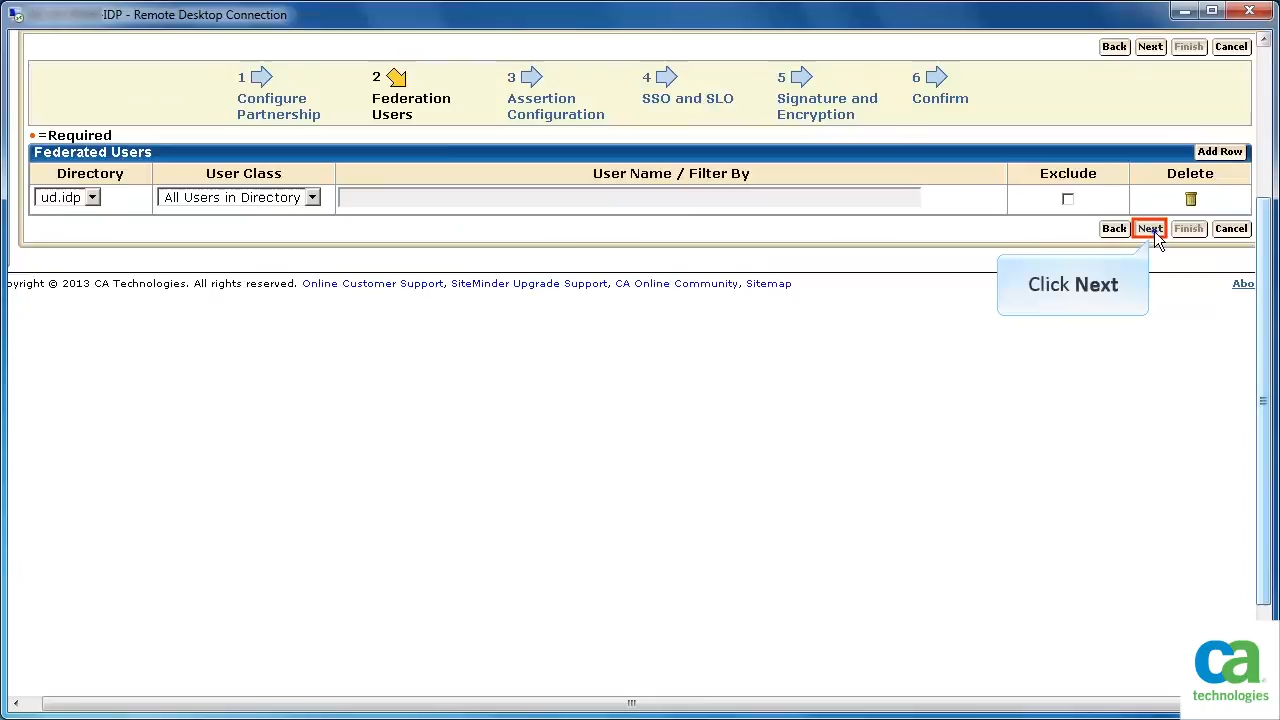 -IDP - Remote Desktop Connection
Back Next Finish Cancel
1 2 3 4 5 6
Configure Partnership
Federation Users
Assertion Configuration
SSO and SLO
Signature and Encryption
Confirm
=Required
Federated Users Add Row
Directory User Class User Name / Filter By Exclude Delete
ud.idp All Users in Directory
Back Next Finish Cancel
Click Next
opyright © 2013 CA Technologies. All rights reserved. Online Customer Support, SiteMinder Upgrade Support, CA Online Community, Sitemap Abo
ca
technologies